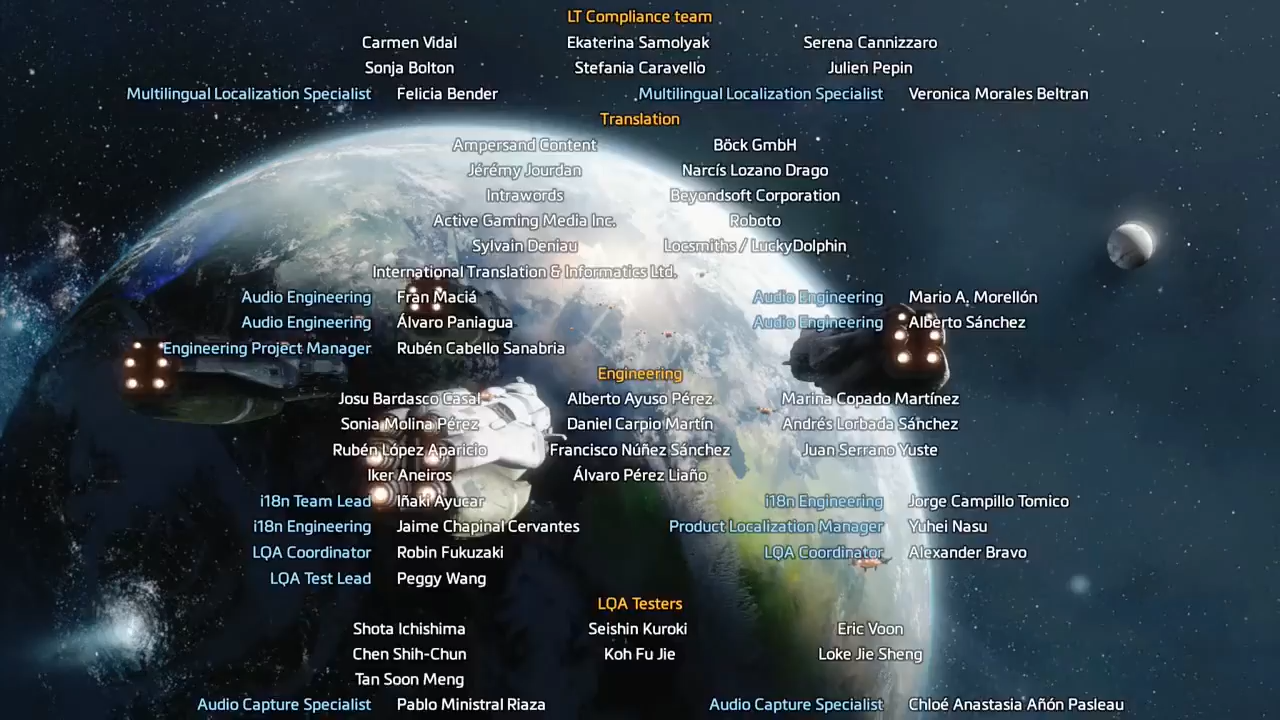 LT Compliance team
Carmen Vidal Ekaterina Samolyak Serena Cannizzaro
Sonja Bolton Stefania Caravello Julien Pepin
Multilingual Localization Specialist Felicia Bender Multilingual Localization Specialist Veronica Morales Beltran
Translation
Ampersand Content Böck GmbH
Jérémy Jourdan Narcís Lozano Drago
Intrawords Beyondsoft Corporation
Active Gaming Media Inc. Roboto
Sylvain Deniau Locsmiths / LuckyDolphin
International Translation & Informatics Ltd.
Audio Engineering Fran Maciá Audio Engineering Mario A. Morellón
Audio Engineering Álvaro Paniagua Audio Engineering Alberto Sánchez
Engineering Project Manager Rubén Cabello Sanabria
Engineering
Josu Bardasco Casal Alberto Ayuso Pérez Marina Copado Martínez
Sonia Molina Pérez Daniel Carpio Martín Andrés Lorbada Sánchez
Rubén López Aparicio Francisco Núñez Sánchez Juan Serrano Yuste
Iker Aneiros Álvaro Pérez Liaño
i18n Team Lead Iñaki Ayucar i18n Engineering Jorge Campillo Tomico
i18n Engineering Jaime Chapinal Cervantes Product Localization Manager Yuhei Nasu
LQA Coordinator Robin Fukuzaki LQA Coordinator Alexander Bravo
LQA Test Lead Peggy Wang
LQA Testers
Shota Ichishima Seishin Kuroki Eric Voon
Chen Shih-Chun Koh Fu Jie Loke Jie Sheng
Tan Soon Meng
Audio Capture Specialist Pablo Ministral Riaza Audio Capture Specialist Chloé Anastasia Añón Pasleau